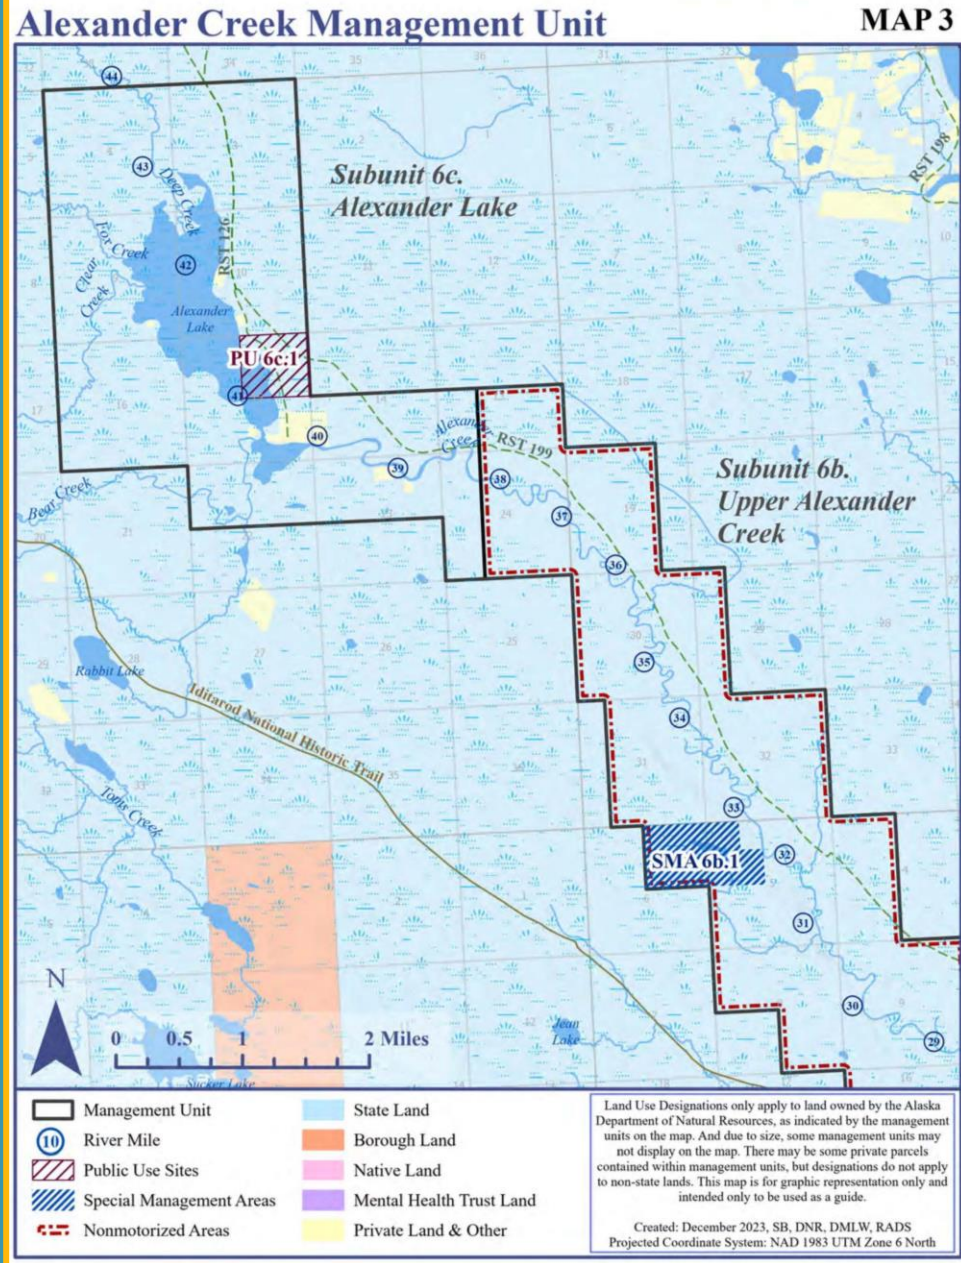 Alexander Creek Management Unit
MAP 3
44
Subunit 6c.
Alexander Lake
RST 198
43
Deep Creek
Fox Creek
Clear
Creek
42
RST 126
Alexander
Lake
PU 6c.1
41
40
39
Alexander
Creek
RST 199
38
37
36
35
34
33
32
31
30
29
Subunit 6b.
Upper Alexander
Creek
Bear Creek
Rabbit Lake
Iditarod National Historic Trail
Toms Creek
SMA 6b.1
Jean
Lake
Sucker Lake
N
0 0.5 1 2 Miles
Management Unit
10 River Mile
Public Use Sites
Special Management Areas
Nonmotorized Areas
State Land
Borough Land
Native Land
Mental Health Trust Land
Private Land & Other
Land Use Designations only apply to land owned by the Alaska
Department of Natural Resources, as indicated by the management
units on the map. And due to size, some management units may
not display on the map. There may be some private parcels
contained within management units, but designations do not apply
to non-state lands. This map is for graphic representation only and
intended only to be used as a guide.
Created: December 2023, SB, DNR, DMLW, RADS
Projected Coordinate System: NAD 1983 UTM Zone 6 North